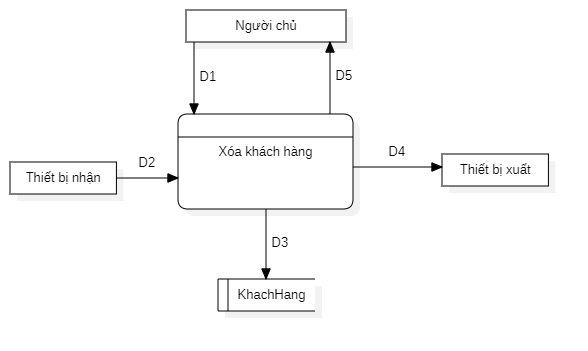 Người chủ
D1
D5
Xóa khách hàng
D2
D4
Thiết bị nhận
Thiết bị xuất
D3
KhachHang